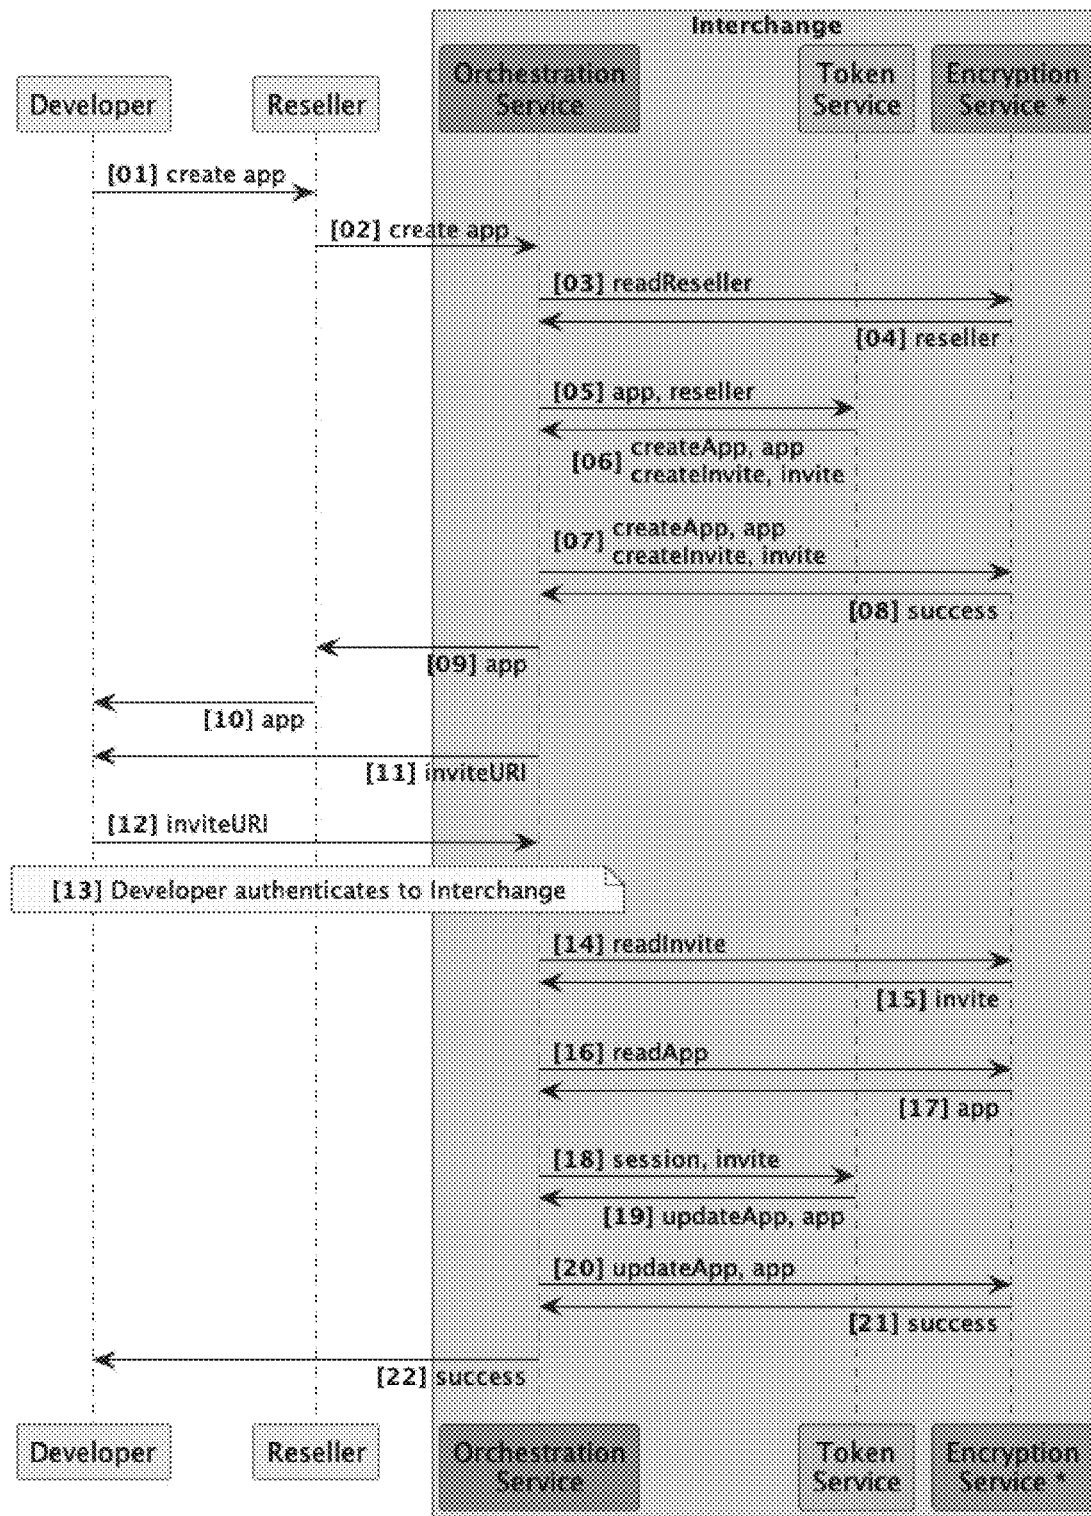 Interchange
Developer
Reseller
Orchestration
Service
Token
Service
Encryption
Service *
[01] create app
[02] create app
[03] readReseller
[04] reseller
[05] app, reseller
[06] createApp, app
createInvite, invite
[07] createApp, app
createInvite, invite
[08] success
[09] app
[10] app
[11] inviteURI
[12] inviteURI
[13] Developer authenticates to Interchange
[14] readInvite
[15] invite
[16] readApp
[17] app
[18] session, invite
[19] updateApp, app
[20] updateApp, app
[21] success
[22] success
Developer
Reseller
Orchestration
Service
Token
Service
Encryption
Service *